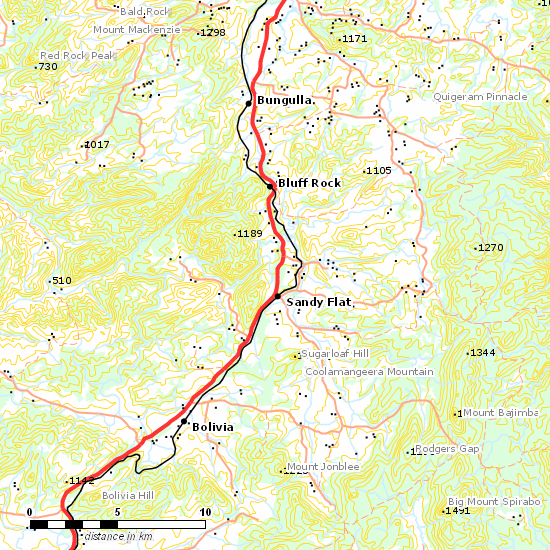 Bald Rock
Mount Mackenzie
1298
1171
Red Rock Peak
730
Bungulla
Quigeram Pinnacle
1017
1105
Bluff Rock
1189
1270
510
Sandy Flat
Sugarloaf Hill
1344
Coolamangeera Mountain
Mount Bajimba
Bolivia
Rodgers Gap
Mount Jonblee
1142
Bolivia Hill
Big Mount Spirabo
1491
0 5 10
distance in km